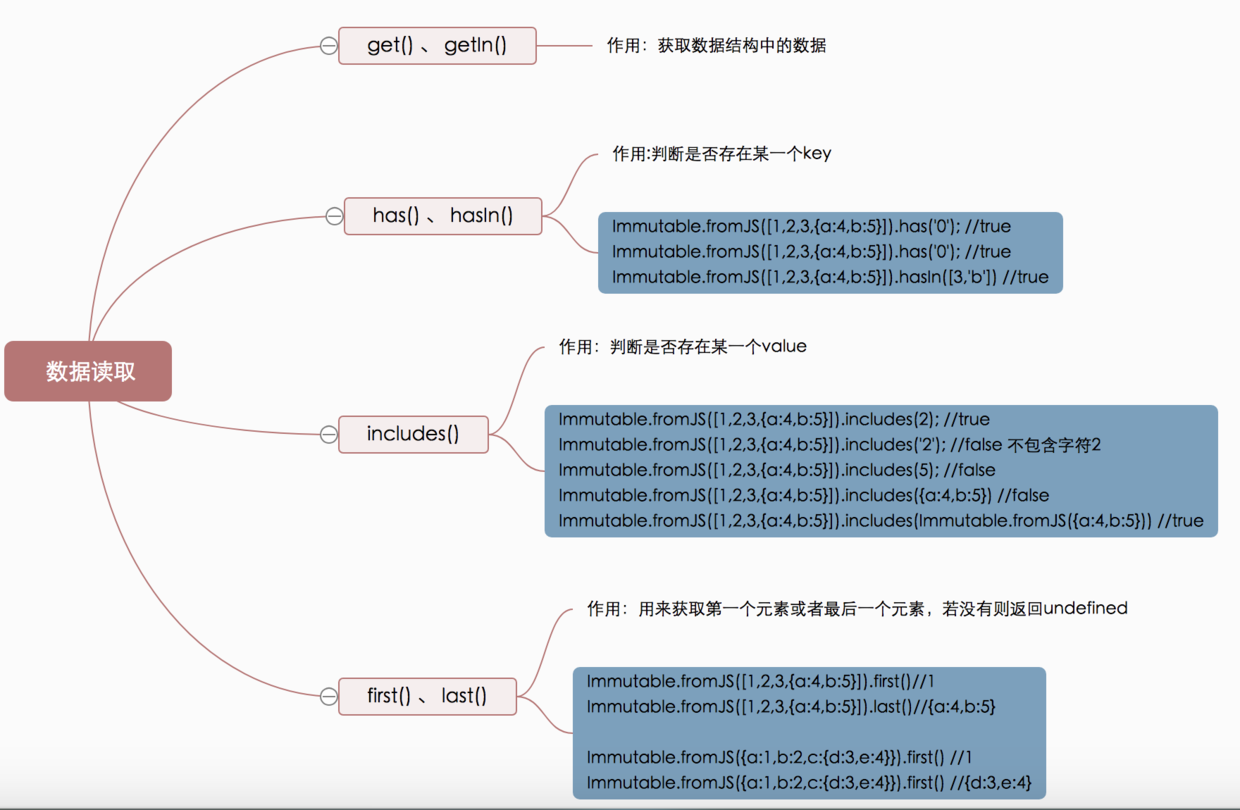 get() 、 getIn()
作用：获取数据结构中的数据
has() 、 hasIn()
作用:判断是否存在某一个key
Immutable.fromJS([1,2,3,{a:4,b:5}]).has('0'); //true
Immutable.fromJS([1,2,3,{a:4,b:5}]).has('0'); //true
Immutable.fromJS([1,2,3,{a:4,b:5}]).hasIn([3,'b']) //true
数据读取
includes()
作用：判断是否存在某一个value
Immutable.fromJS([1,2,3,{a:4,b:5}]).includes(2); //true
Immutable.fromJS([1,2,3,{a:4,b:5}]).includes('2'); //false 不包含字符2
Immutable.fromJS([1,2,3,{a:4,b:5}]).includes(5); //false
Immutable.fromJS([1,2,3,{a:4,b:5}]).includes({a:4,b:5}) //false
Immutable.fromJS([1,2,3,{a:4,b:5}]).includes(Immutable.fromJS({a:4,b:5})) //true
first() 、 last()
作用：用来获取第一个元素或者最后一个元素，若没有则返回undefined
Immutable.fromJS([1,2,3,{a:4,b:5}]).first()//1
Immutable.fromJS([1,2,3,{a:4,b:5}]).last()//{a:4,b:5}
Immutable.fromJS({a:1,b:2,c:{d:3,e:4}}).first() //1
Immutable.fromJS({a:1,b:2,c:{d:3,e:4}}).first() //{d:3,e:4}